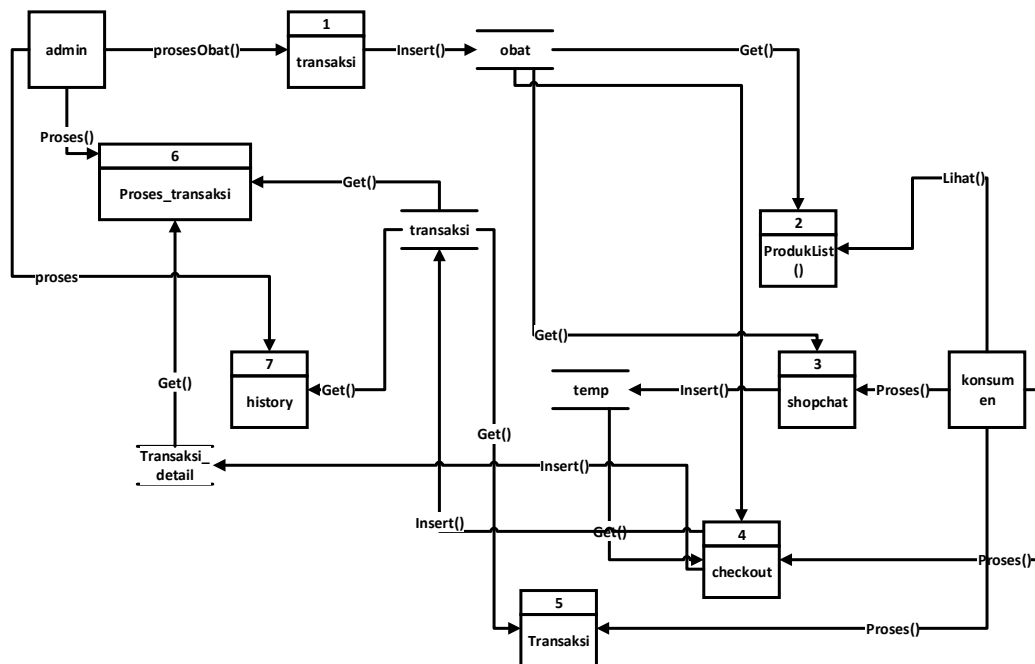 1
admin
prosesObat()
transaksi
Insert()
obat
Get()
Proses()
6
Proses_transaksi
Get()
transaksi
Lihat()
2
ProdukList
()
proses
7
history
Get()
Get()
Get()
3
shopchat
temp
Insert()
Proses()
konsum
en
Get()
Get()
Transaksi_
detail
Insert()
Insert()
Get()
4
checkout
Proses()
5
Transaksi
Proses()